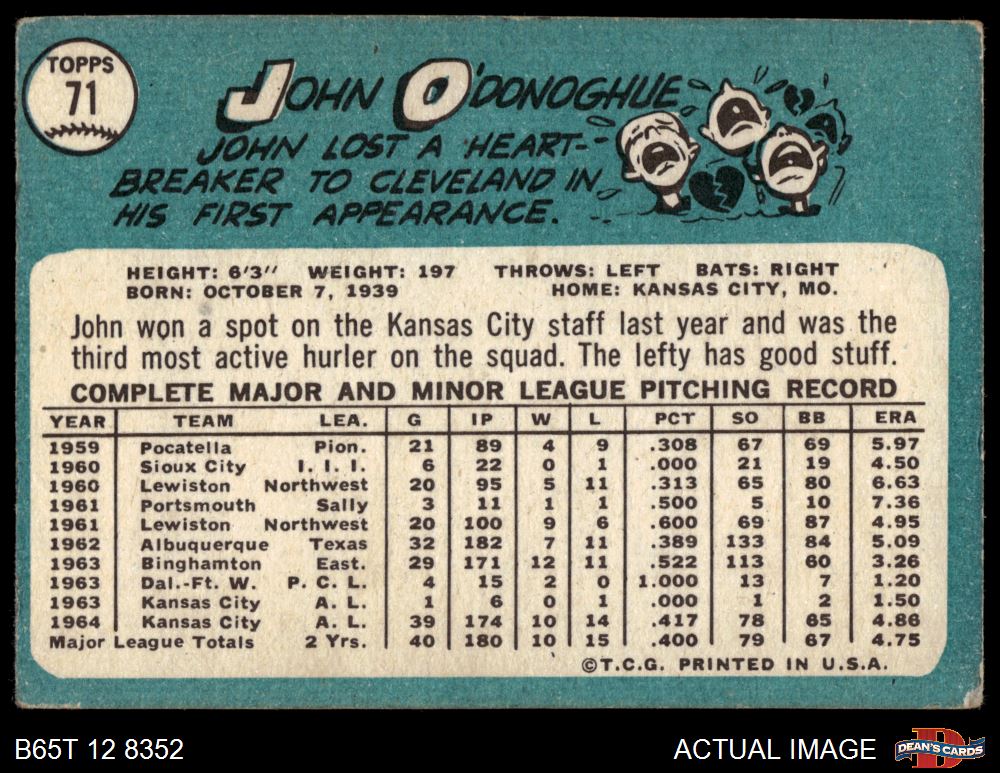 TOPPS
71
JOHN O'DONOGHUE
JOHN LOST A HEART-
BREAKER TO CLEVELAND IN
HIS FIRST APPEARANCE.
HEIGHT: 6'3" WEIGHT: 197 THROWS: LEFT BATS: RIGHT
BORN: OCTOBER 7, 1939 HOME: KANSAS CITY, MO.
John won a spot on the Kansas City staff last year and was the
third most active hurler on the squad. The lefty has good stuff.
COMPLETE MAJOR AND MINOR LEAGUE PITCHING RECORD
YEAR TEAM LEA. G IP W L PCT SO BB ERA
1959 Pocatella Pion. 21 89 4 9 .308 67 69 5.97
1960 Sioux City I. I. I. 6 22 0 1 .000 21 19 4.50
1960 Lewiston Northwest 20 95 5 11 .313 65 80 6.63
1961 Portsmouth Sally 3 11 1 1 .500 5 10 7.36
1961 Lewiston Northwest 20 100 9 6 .600 69 87 4.95
1962 Albuquerque Texas 32 182 7 11 .389 133 84 5.09
1963 Binghamton East. 29 171 12 11 .522 113 60 3.26
1963 Dal.-Ft. W. P. C. L. 4 15 2 0 1.000 13 7 1.20
1963 Kansas City A. L. 1 6 0 1 .000 1 2 1.50
1964 Kansas City A. L. 39 174 10 14 .417 78 65 4.86
Major League Totals 2 Yrs. 40 180 10 15 .400 79 67 4.75
©T.C.G. PRINTED IN U.S.A.
B65T 12 8352
ACTUAL IMAGE
D
DEAN'S CARDS